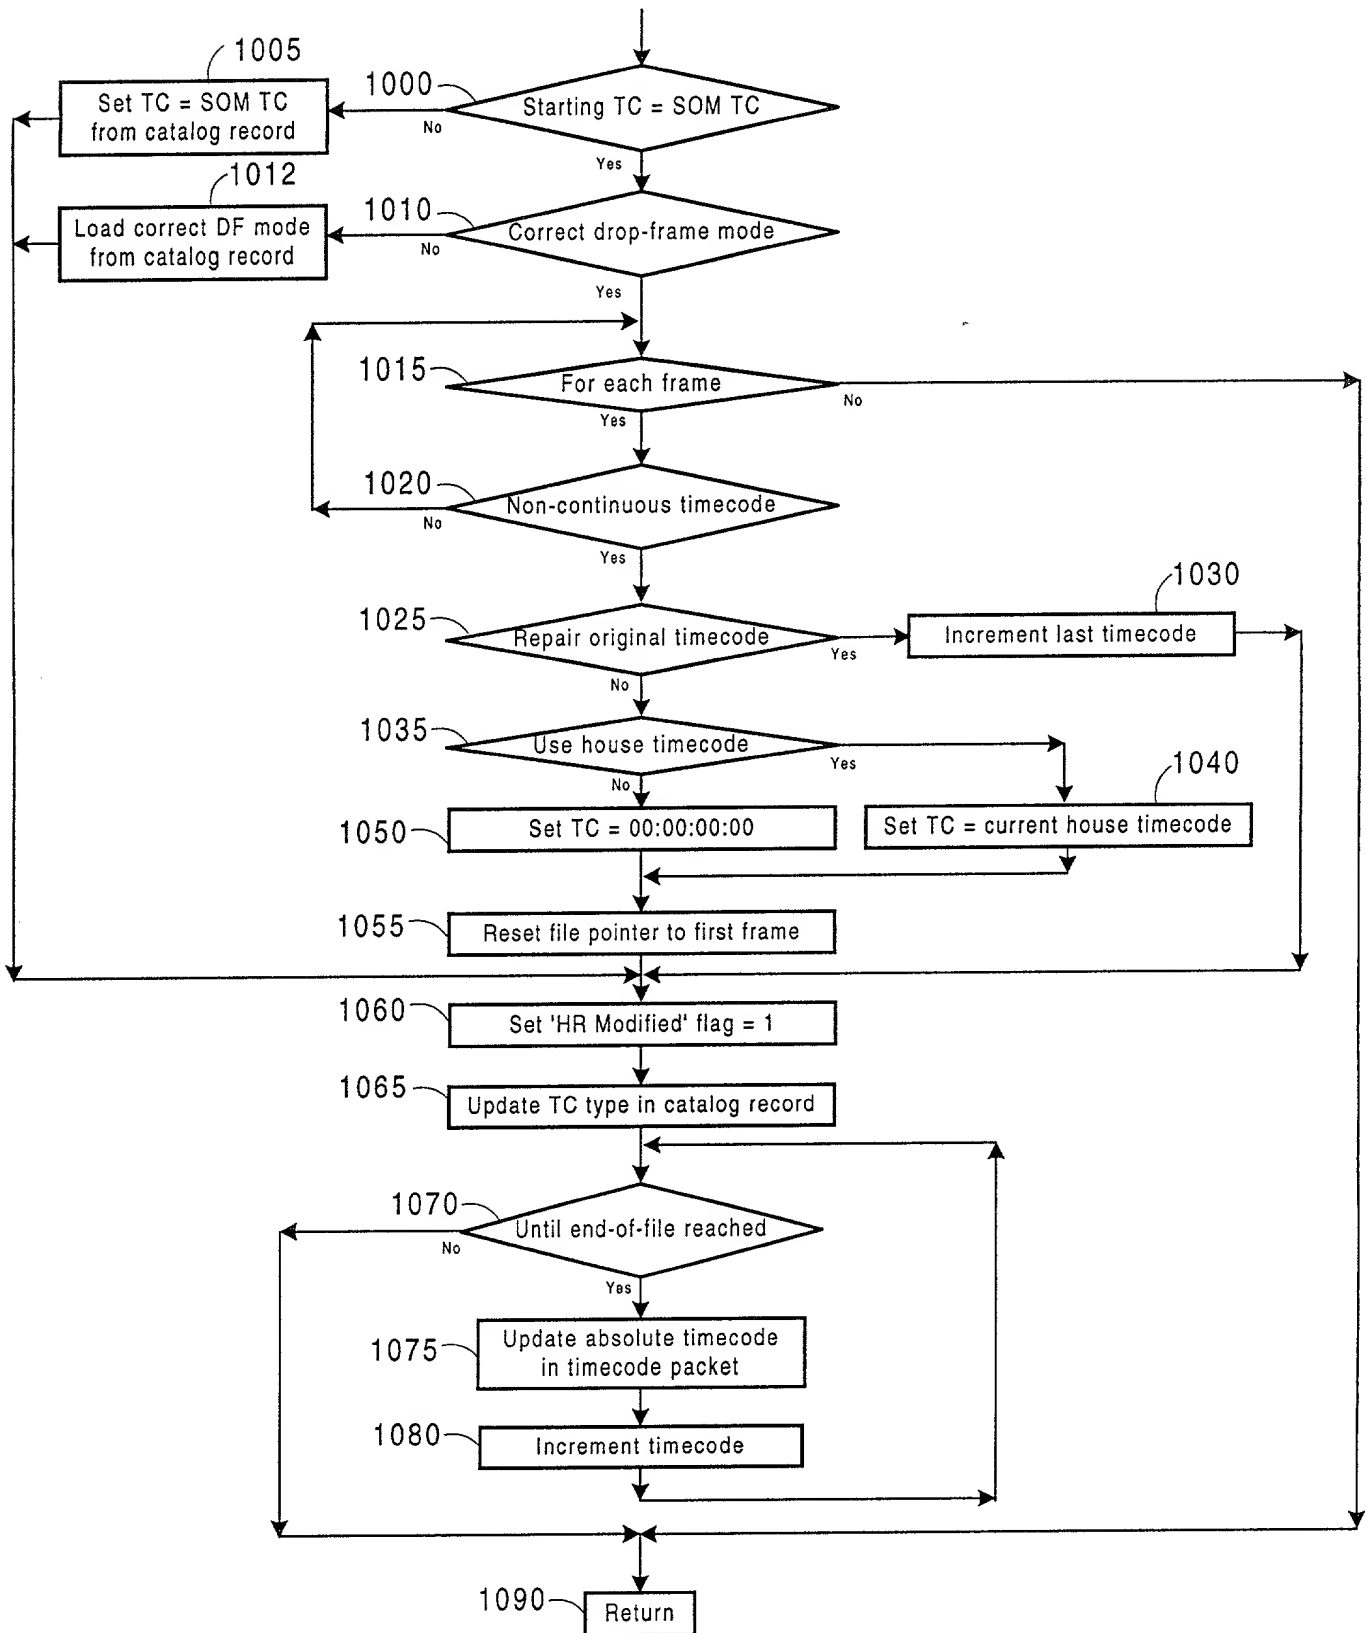 1005
Set TC = SOM TC
from catalog record
1000
Starting TC = SOM TC
No
Yes
1012
Load correct DF mode
from catalog record
1010
Correct drop-frame mode
No
Yes
1015
For each frame
No
Yes
1020
Non-continuous timecode
No
Yes
1025
Repair original timecode
Yes
No
1030
Increment last timecode
1035
Use house timecode
Yes
No
1040
Set TC = current house timecode
1050
Set TC = 00:00:00:00
1055
Reset file pointer to first frame
1060
Set 'HR Modified' flag = 1
1065
Update TC type in catalog record
1070
Until end-of-file reached
No
Yes
1075
Update absolute timecode
in timecode packet
1080
Increment timecode
1090
Return